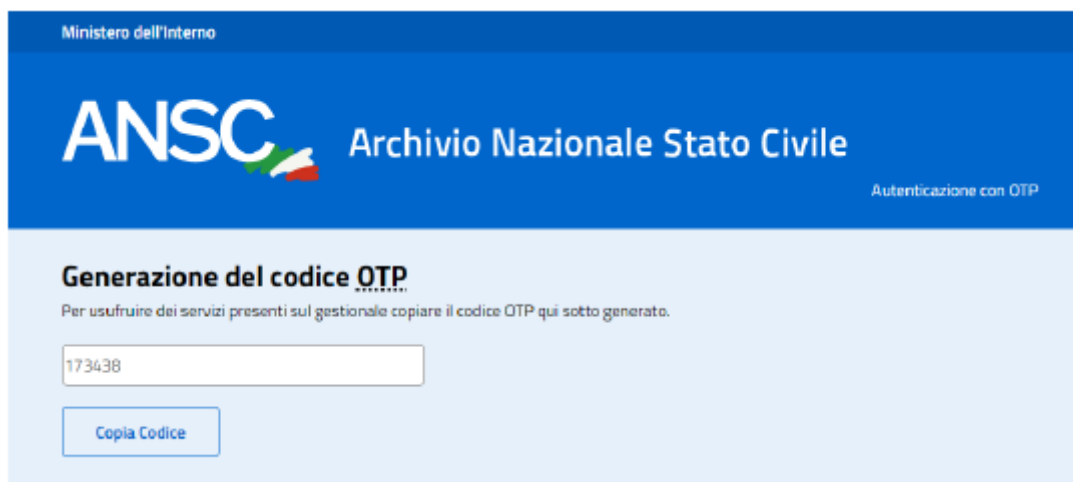 Ministero dell'Interno
ANSC
Archivio Nazionale Stato Civile
Autenticazione con OTP
Generazione del codice OTP
Per usufruire dei servizi presenti sul gestionale copiare il codice OTP qui sotto generato.
173438
Copia Codice